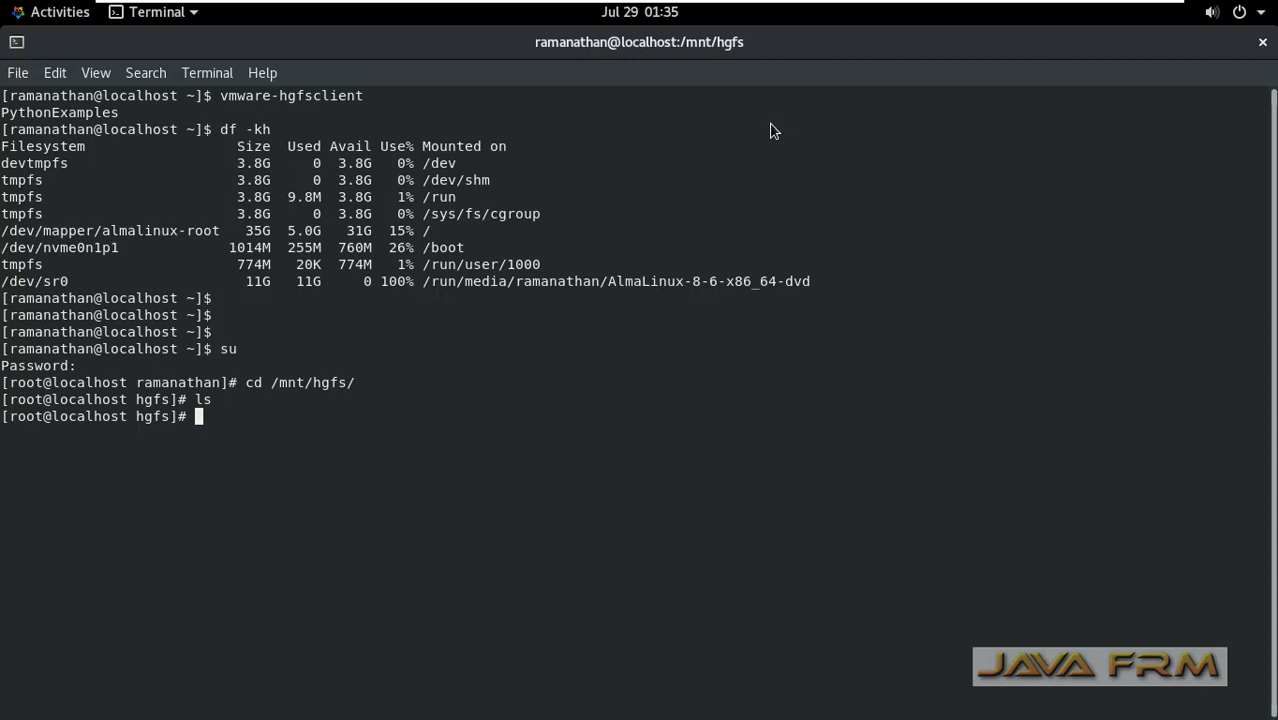 Activities Terminal Jul 29 01:35
ramanathan@localhost:/mnt/hgfs ×
File Edit View Search Terminal Help
[ramanathan@localhost ~]$ vmware-hgfsclient
PythonExamples
[ramanathan@localhost ~]$ df -kh
Filesystem Size Used Avail Use% Mounted on
devtmpfs 3.8G 0 3.8G 0% /dev
tmpfs 3.8G 0 3.8G 0% /dev/shm
tmpfs 3.8G 9.8M 3.8G 1% /run
tmpfs 3.8G 0 3.8G 0% /sys/fs/cgroup
/dev/mapper/almalinux-root 35G 5.0G 31G 15% /
/dev/nvme0n1p1 1014M 255M 760M 26% /boot
tmpfs 774M 20K 774M 1% /run/user/1000
/dev/sr0 11G 11G 0 100% /run/media/ramanathan/AlmaLinux-8-6-x86_64-dvd
[ramanathan@localhost ~]$
[ramanathan@localhost ~]$
[ramanathan@localhost ~]$
[ramanathan@localhost ~]$ su
Password:
[root@localhost ramanathan]# cd /mnt/hgfs/
[root@localhost hgfs]# ls
[root@localhost hgfs]#
JAVA FRM